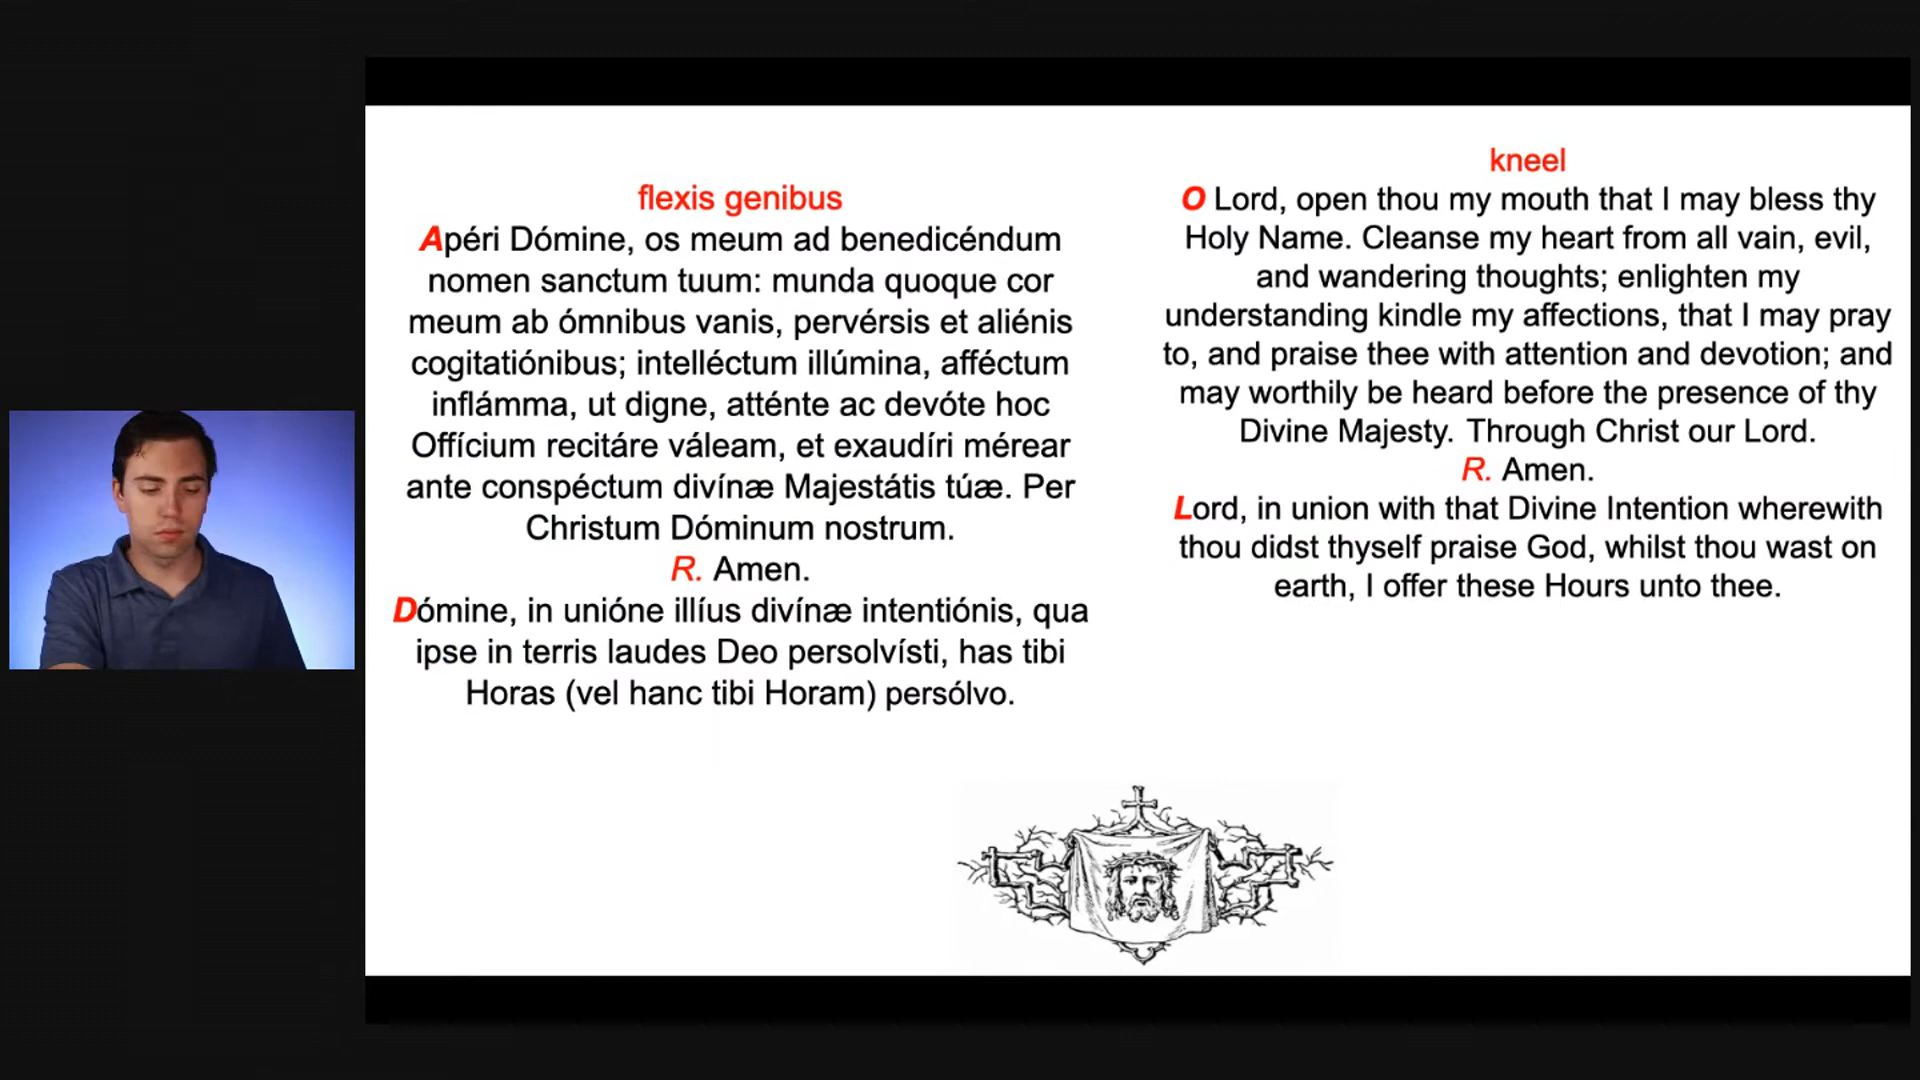 flexis genibus
Apéri Dómine, os meum ad benedicéndum
nomen sanctum tuum: munda quoque cor
meum ab ómnibus vanis, pervérsis et aliénis
cogitatiónibus; intelléctum illúmina, afféctum
inflámma, ut digne, atténte ac devóte hoc
Offícium recitáre váleam, et exaudíri mérear
ante conspéctum divínæ Majestátis túæ. Per
Christum Dóminum nostrum.
R. Amen.
Dómine, in unióne illíus divínæ intentiónis, qua
ipse in terris laudes Deo persolvísti, has tibi
Horas (vel hanc tibi Horam) persólvo.
kneel
O Lord, open thou my mouth that I may bless thy
Holy Name. Cleanse my heart from all vain, evil,
and wandering thoughts; enlighten my
understanding kindle my affections, that I may pray
to, and praise thee with attention and devotion; and
may worthily be heard before the presence of thy
Divine Majesty. Through Christ our Lord.
R. Amen.
Lord, in union with that Divine Intention wherewith
thou didst thyself praise God, whilst thou wast on
earth, I offer these Hours unto thee.